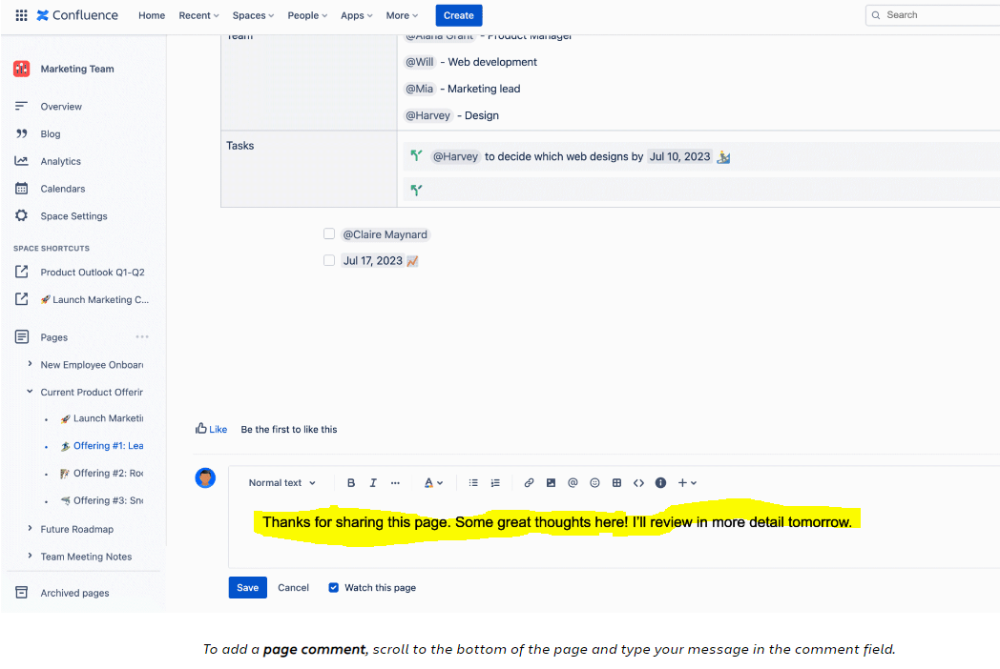 Confluence Home Recent Spaces People Apps More Create Search
Team
@Alana Grant - Product Manager
Marketing Team
@Will - Web development
@Mia - Marketing lead
@Harvey - Design
Overview
Blog
Analytics
Calendars
Space Settings
Tasks
@Harvey to decide which web designs by Jul 10, 2023
@Claire Maynard
Jul 17, 2023
SPACE SHORTCUTS
Product Outlook Q1-Q2
Launch Marketing C...
Pages
New Employee Onboar
Current Product Offerin
Launch Marketi
Offering #1: Lea
Offering #2: Roc
Offering #3: Sno
Future Roadmap
Team Meeting Notes
Archived pages
Like Be the first to like this
Normal text
Thanks for sharing this page. Some great thoughts here! I'll review in more detail tomorrow.
Save Cancel Watch this page
To add a page comment, scroll to the bottom of the page and type your message in the comment field.